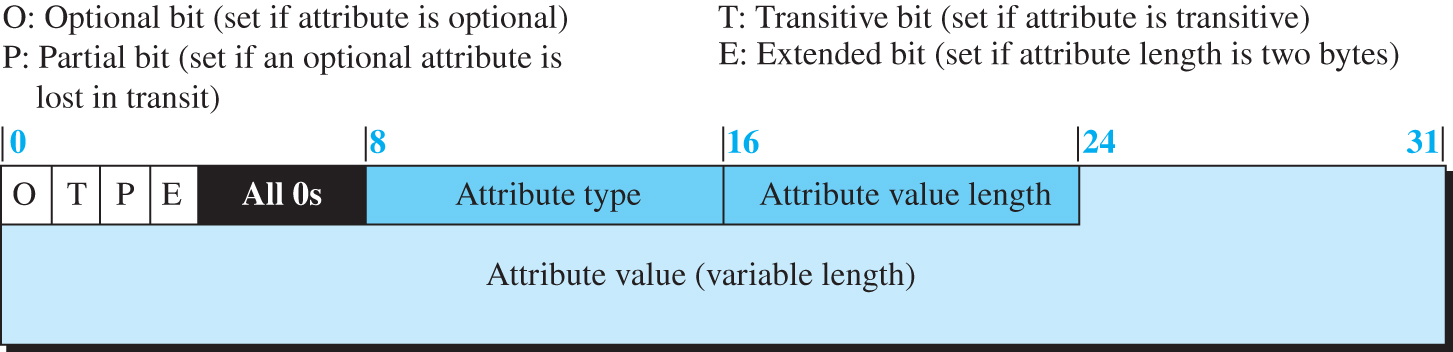 O: Optional bit (set if attribute is optional)
P: Partial bit (set if an optional attribute is
lost in transit)
T: Transitive bit (set if attribute is transitive)
E: Extended bit (set if attribute length is two bytes)
0 8 16 24 31
O T P E All 0s Attribute type Attribute value length
Attribute value (variable length)